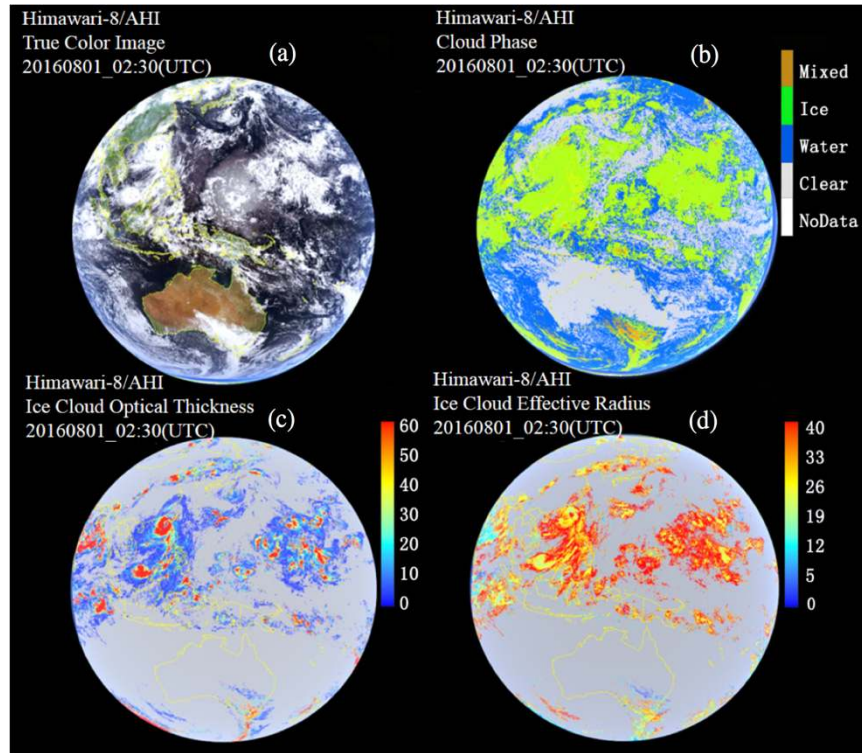 Himawari-8/AHI
True Color Image
20160801_02:30(UTC)
(a)
Himawari-8/AHI
Cloud Phase
20160801_02:30(UTC)
(b)
Mixed
Ice
Water
Clear
NoData
Himawari-8/AHI
Ice Cloud Optical Thickness
20160801_02:30(UTC)
(c)
60
50
40
30
20
10
0
Himawari-8/AHI
Ice Cloud Effective Radius
20160801_02:30(UTC)
(d)
40
33
26
19
12
5
0